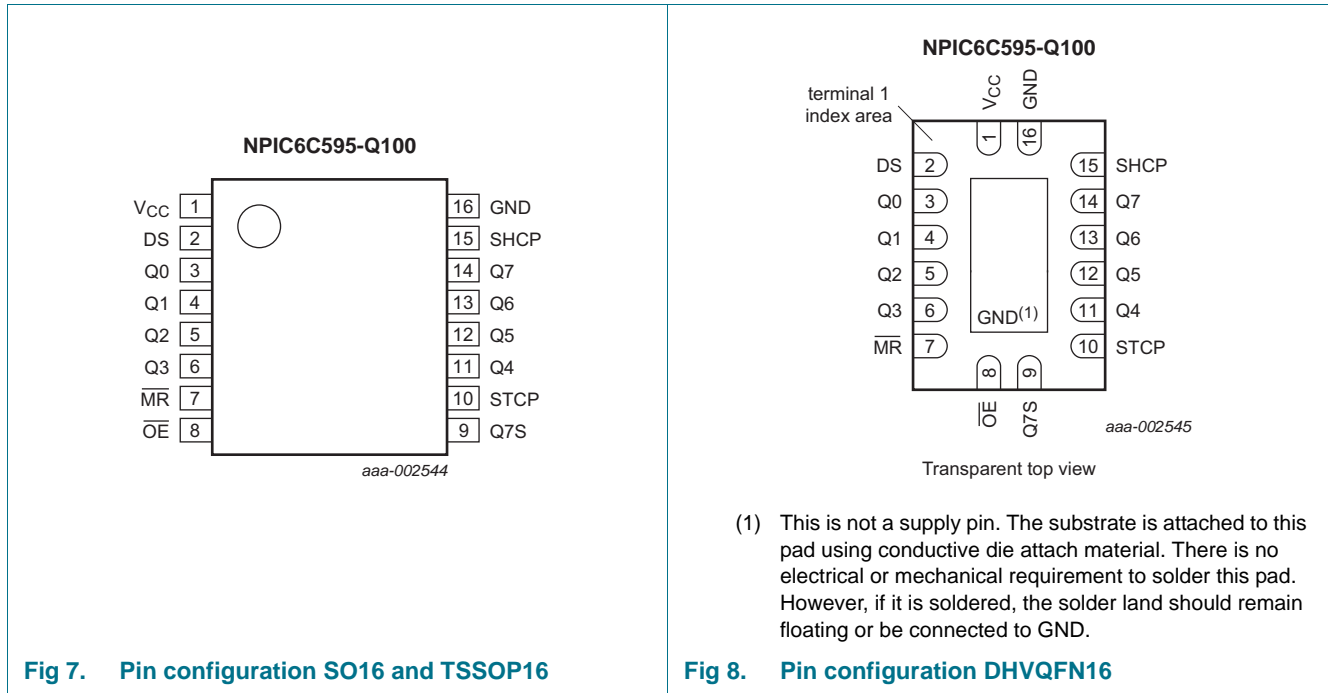 NPIC6C595-Q100
VCC 1 16 GND
DS 2 15 SHCP
Q0 3 14 Q7
Q1 4 13 Q6
Q2 5 12 Q5
Q3 6 11 Q4
MR 7 10 STCP
OE 8 9 Q7S
aaa-002544
Fig 7. Pin configuration SO16 and TSSOP16
NPIC6C595-Q100
terminal 1
index area
VCC GND
1 16
DS 2 15 SHCP
Q0 3 14 Q7
Q1 4 13 Q6
Q2 5 12 Q5
Q3 6 GND(1) 11 Q4
MR 7 10 STCP
8 9
OE Q7S
aaa-002545
Transparent top view
(1) This is not a supply pin. The substrate is attached to this
pad using conductive die attach material. There is no
electrical or mechanical requirement to solder this pad.
However, if it is soldered, the solder land should remain
floating or be connected to GND.
Fig 8. Pin configuration DHVQFN16